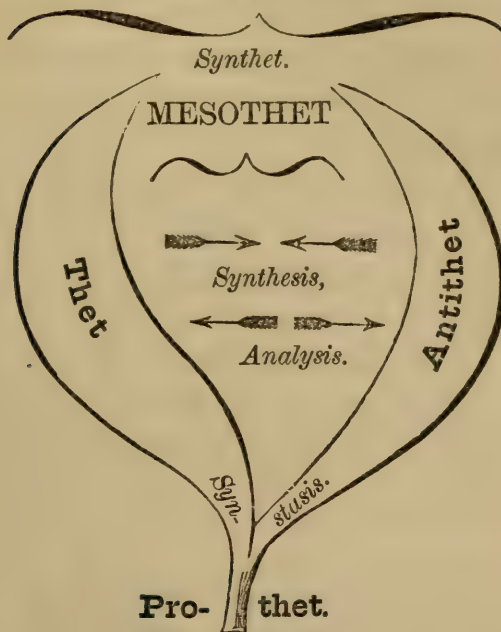 Synthet.
MESOTHET
Thet
Antithet
Synthesis,
Analysis.
Syn-
stasis.
Pro- thet.